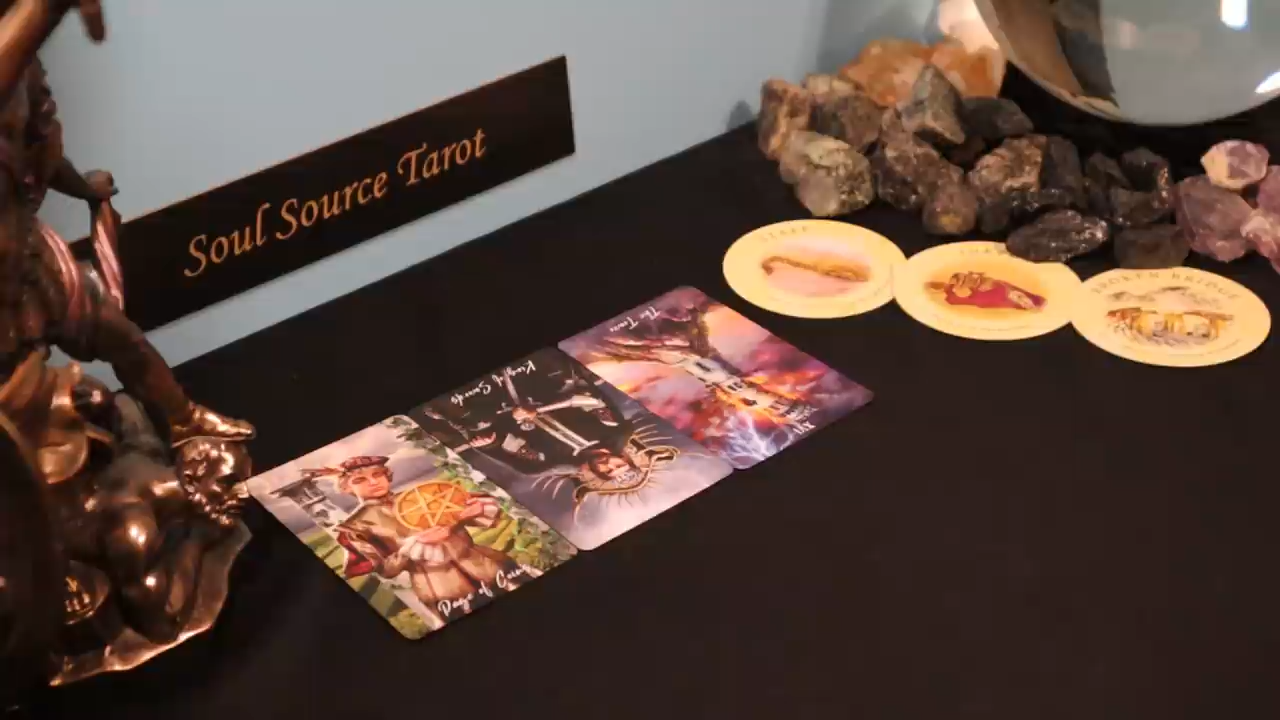 Soul Source Tarot
The Tower
King of Swords
Page of Coins
BROKEN BRIDGE